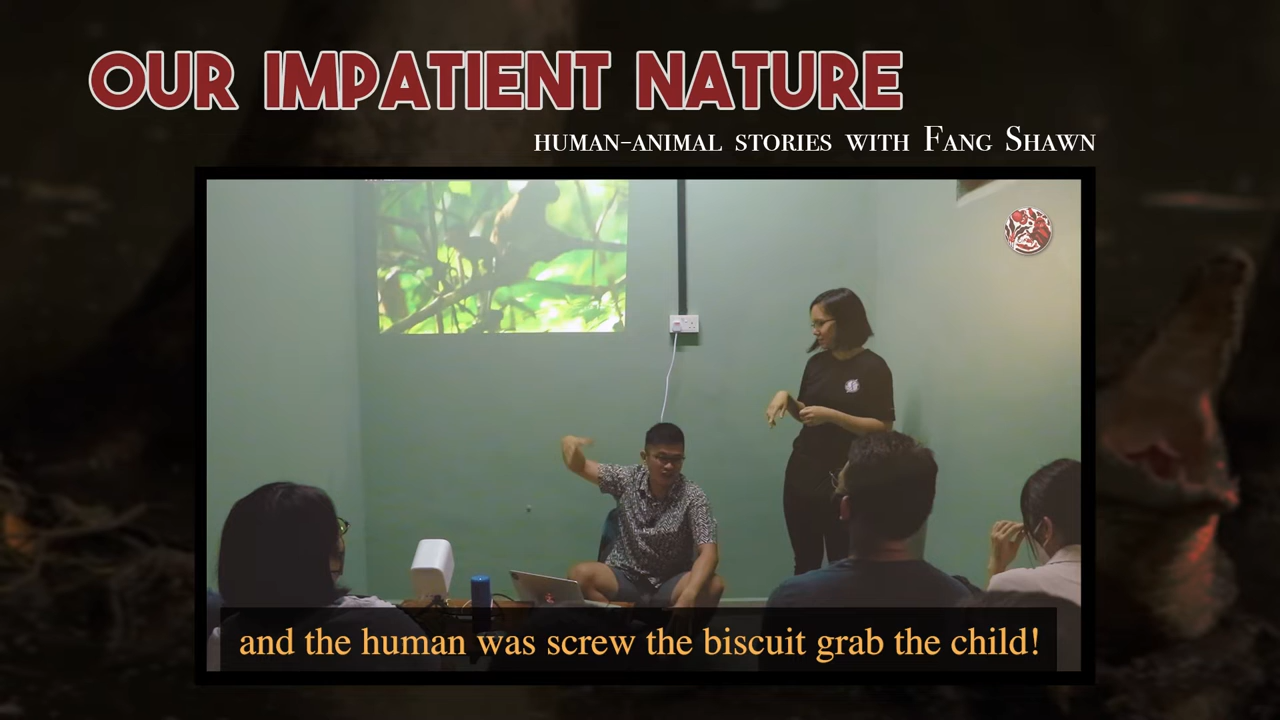 OUR IMPATIENT NATURE
HUMAN-ANIMAL STORIES WITH FANG SHAWN
and the human was screw the biscuit grab the child!